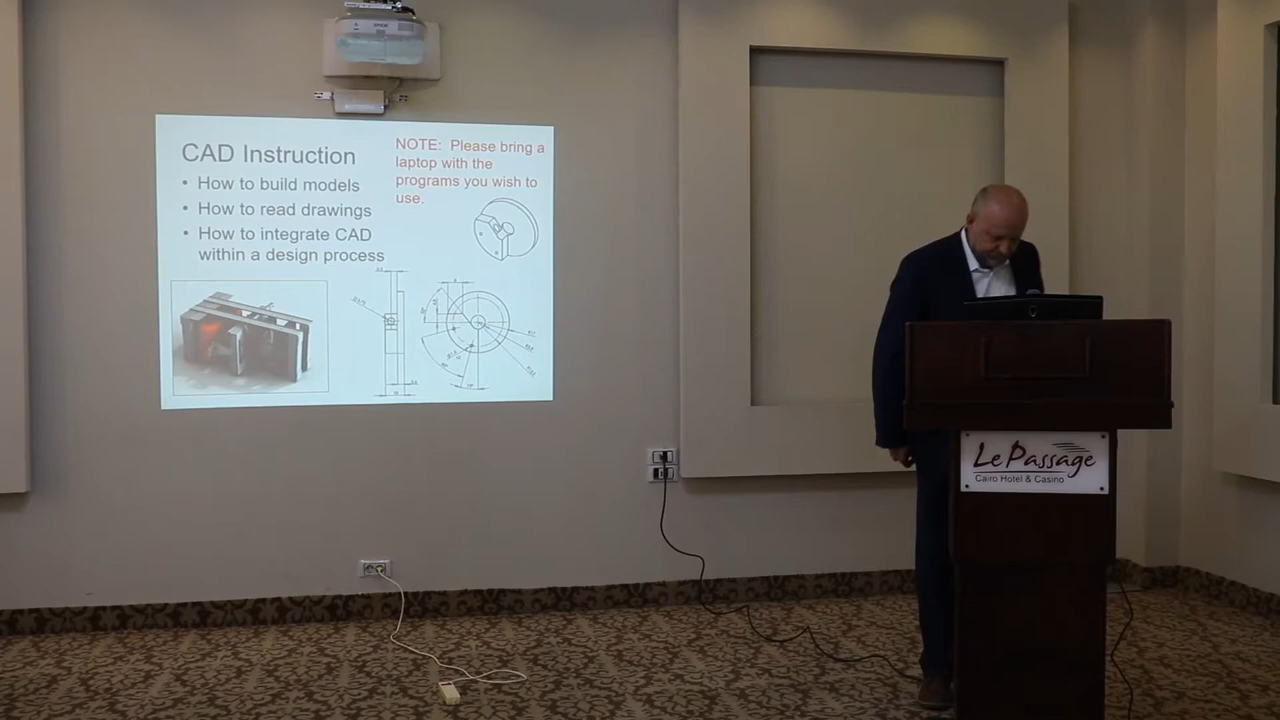 EPSON
CAD Instruction
• How to build models
• How to read drawings
• How to integrate CAD
within a design process
NOTE: Please bring a
laptop with the
programs you wish to
use.
Le Passage
Cairo Hotel & Casino